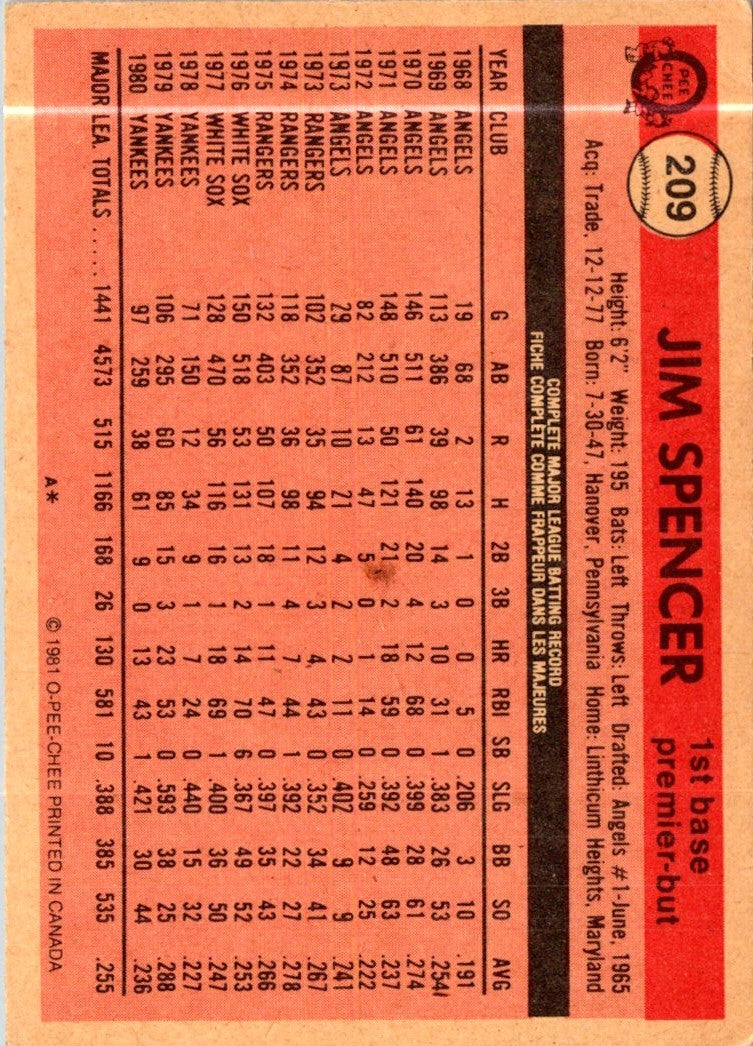 O
PEE
CHEE
209
JIM SPENCER
1st base
premier-but
Height: 6'2" Weight: 195 Bats: Left Throws: Left Drafted: Angels #1-June, 1965
Acq: Trade, 12-12-77 Born: 7-30-47, Hanover, Pennsylvania Home: Linthicum Heights, Maryland
COMPLETE MAJOR LEAGUE BATTING RECORD
FICHE COMPLETE COMME FRAPPEUR DANS LES MAJEURES
YEAR CLUB G AB R H 2B 3B HR RBI SB SLG BB SO AVG
1968 ANGELS 19 68 2 13 1 0 0 5 0 .206 3 10 .191
1969 ANGELS 113 386 39 98 14 3 10 31 1 .383 26 53 .254
1970 ANGELS 146 511 61 140 20 4 12 68 0 .399 28 61 .274
1971 ANGELS 148 510 50 121 21 2 18 59 0 .392 48 63 .237
1972 ANGELS 82 212 13 47 5 0 1 14 0 .259 12 25 .222
1973 ANGELS 29 87 10 21 4 2 2 11 0 .402 9 9 .241
1973 RANGERS 102 352 35 94 12 3 4 43 0 .352 34 41 .267
1974 RANGERS 118 352 36 98 11 4 7 44 1 .392 22 27 .278
1975 RANGERS 132 403 50 107 18 1 11 47 0 .397 35 43 .266
1976 WHITE SOX 150 518 53 131 13 2 14 70 6 .367 49 52 .253
1977 WHITE SOX 128 470 56 116 16 1 18 69 1 .400 36 50 .247
1978 YANKEES 71 150 12 34 9 1 7 24 0 .440 15 32 .227
1979 YANKEES 106 295 60 85 15 3 23 53 0 .593 38 25 .288
1980 YANKEES 97 259 38 61 9 0 13 43 1 .421 30 44 .236
MAJOR LEA. TOTALS ..... 1441 4573 515 1166 168 26 130 581 10 .388 385 535 .255
A* © 1981 O-PEE-CHEE PRINTED IN CANADA